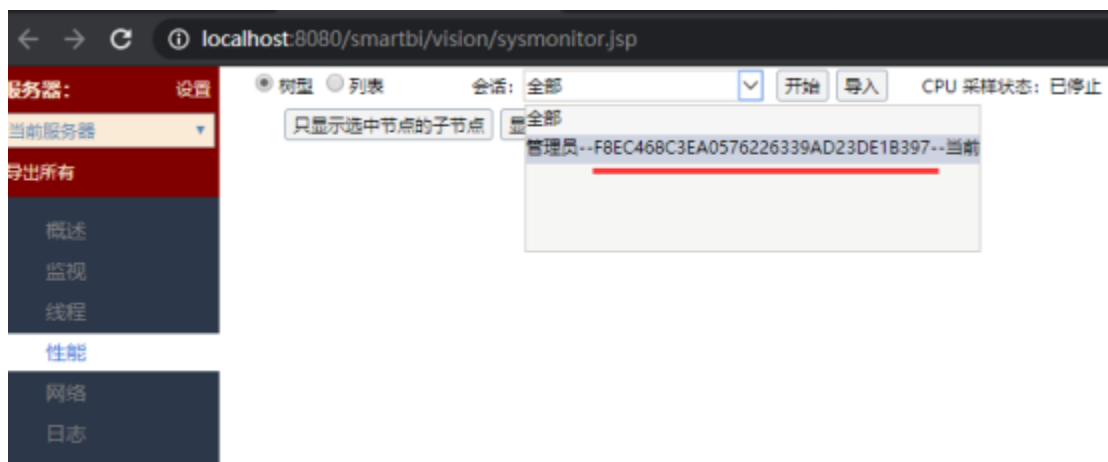 localhost:8080/smartbi/vision/sysmonitor.jsp
服务器： 设置
当前服务器
导出所有
概述
监视
线程
性能
网络
日志
树型 列表 会话： 全部 开始 导入 CPU 采样状态：已停止
只显示选中节点的子节点 显
全部
管理员--F8EC468C3EA0576226339AD23DE1B397--当前